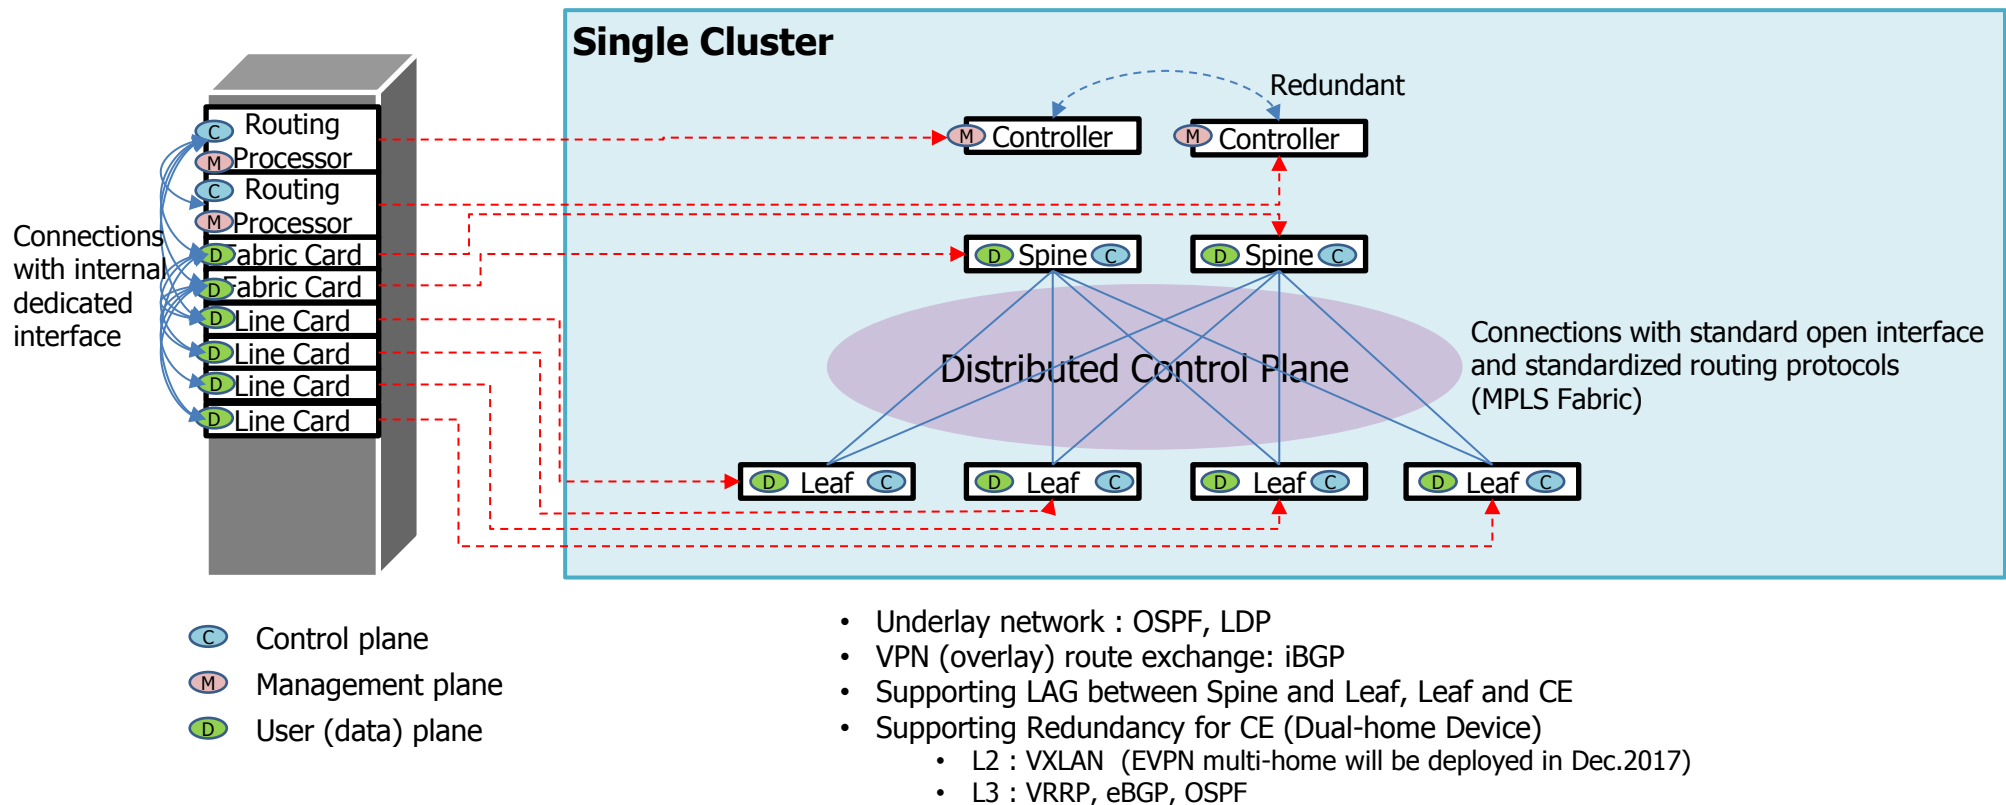 Single Cluster
Redundant
C Routing
M Processor
C Routing
M Processor
D Fabric Card
D Fabric Card
D Line Card
D Line Card
D Line Card
D Line Card
Connections
with internal
dedicated
interface
M Controller
M Controller
D Spine C
D Spine C
Distributed Control Plane
Connections with standard open interface
and standardized routing protocols
(MPLS Fabric)
D Leaf C
D Leaf C
D Leaf C
D Leaf C
C Control plane
M Management plane
D User (data) plane
• Underlay network : OSPF, LDP
• VPN (overlay) route exchange: iBGP
• Supporting LAG between Spine and Leaf, Leaf and CE
• Supporting Redundancy for CE (Dual-home Device)
• L2 : VXLAN (EVPN multi-home will be deployed in Dec.2017)
• L3 : VRRP, eBGP, OSPF